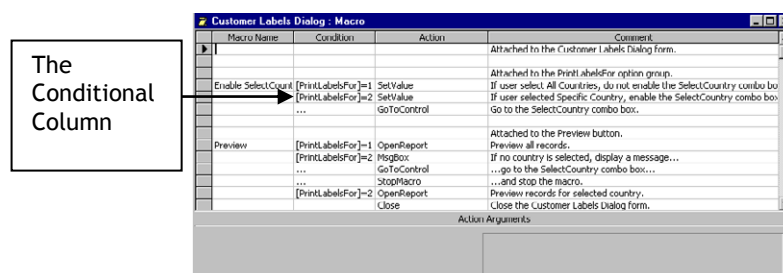 Customer Labels Dialog : Macro
Macro Name Condition Action Comment
Attached to the Customer Labels Dialog form.
Attached to the PrintLabelsFor option group.
Enable SelectCount [PrintLabelsFor]=1 SetValue If user select All Countries, do not enable the SelectCountry combo bo
[PrintLabelsFor]=2 SetValue If user selected Specific Country, enable the SelectCountry combo box
... GoToControl Go to the SelectCountry combo box.
Attached to the Preview button.
Preview [PrintLabelsFor]=1 OpenReport Preview all records.
[PrintLabelsFor]=2 MsgBox If no country is selected, display a message...
... GoToControl ...go to the SelectCountry combo box...
... StopMacro ...and stop the macro.
[PrintLabelsFor]=2 OpenReport Preview records for selected country.
Close Close the Customer Labels Dialog form.
Action Arguments
The
Conditional
Column